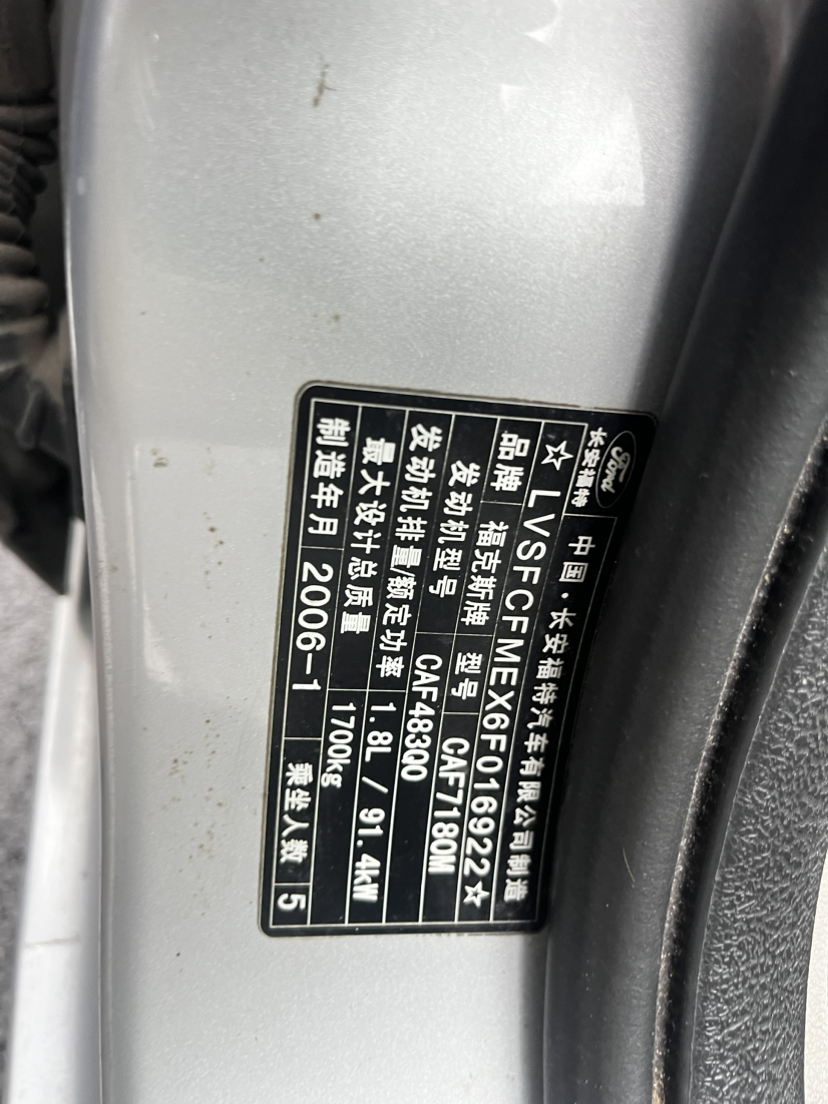 Ford
长安福特
中国·长安福特汽车有限公司制造
☆LVSFCFMEX6F016922☆
品牌 福克斯牌 型号 CAF7180M
发动机型号 CAF483Q0
发动机排量/额定功率 1.8L / 91.4kW
最大设计总质量 1700kg
制造年月 2006-1 乘坐人数 5